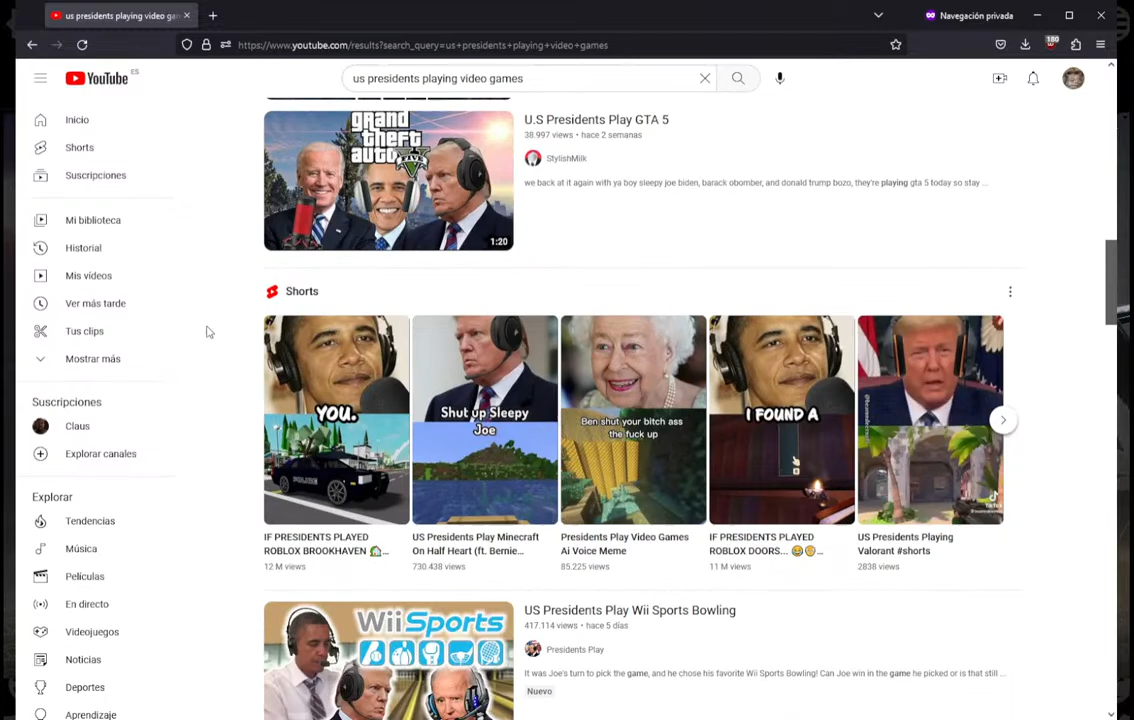 us presidents playing video gam
Navegación privada
https://www.youtube.com/results?search_query=us+presidents+playing+video+games
180
YouTube ES
us presidents playing video games
Inicio
Shorts
Suscripciones
Mi biblioteca
Historial
Mis vídeos
Ver más tarde
Tus clips
Mostrar más
Suscripciones
Claus
Explorar canales
Explorar
Tendencias
Música
Películas
En directo
Videojuegos
Noticias
Deportes
Aprendizaje
grand
theft
auto
FIVE
1:20
U.S Presidents Play GTA 5
38.997 views • hace 2 semanas
StylishMilk
we back at it again with ya boy sleepy joe biden, barack obomber, and donald trump bozo, they're playing gta 5 today so stay ...
Shorts
YOU.
POLICE
IF PRESIDENTS PLAYED
ROBLOX BROOKHAVEN 🏡...
12 M views
Shut up Sleepy
Joe
US Presidents Play Minecraft
On Half Heart (ft. Bernie...
730.438 views
Ben shut your bitch ass
the fuck up
Presidents Play Video Games
Ai Voice Meme
85.225 views
I FOUND A
IF PRESIDENTS PLAYED
ROBLOX DOORS... 😂...
11 M views
TikTok
US Presidents Playing
Valorant #shorts
2838 views
Wii Sports
US Presidents Play Wii Sports Bowling
417.114 views • hace 5 días
Presidents Play
It was Joe's turn to pick the game, and he chose his favorite Wii Sports Bowling! Can Joe win in the game he picked or is that still ...
Nuevo